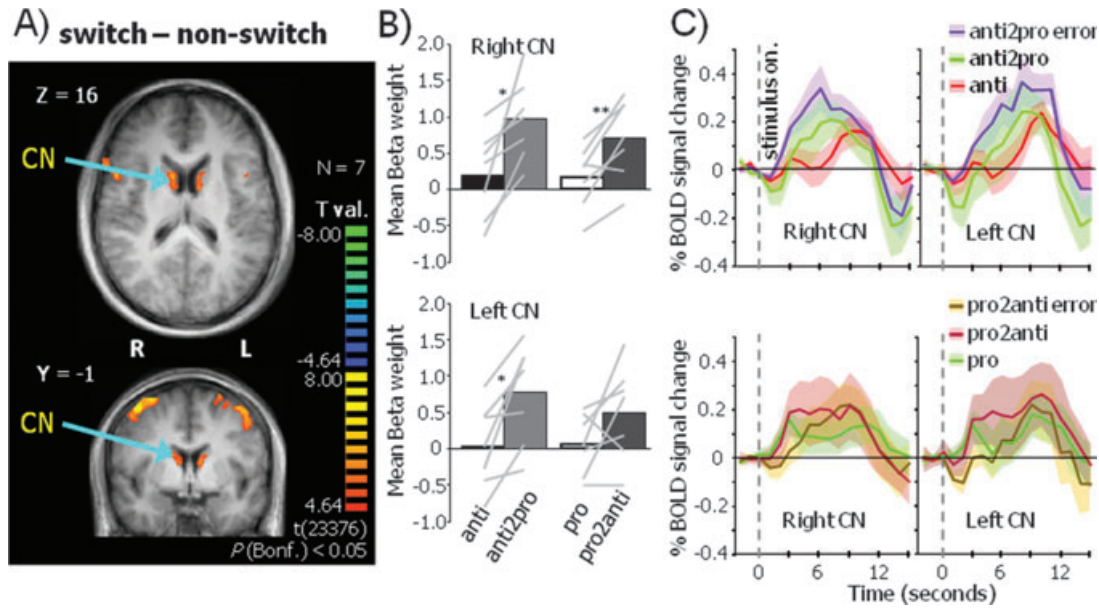 A) switch – non-switch
Z = 16
CN
N = 7
T val.
-8.00
-4.64
8.00
4.64
R L
Y = -1
CN
t(23376)
P(Bonf.) < 0.05
B)
Right CN
Mean Beta weight
2.0
1.5
1.0
0.5
0
-0.5
-1.0
*
**
Left CN
Mean Beta weight
2.0
1.5
1.0
0.5
0
-0.5
-1.0
*
anti
anti2pro
pro
pro2anti
C)
anti2pro error
anti2pro
anti
stimulus on.
% BOLD signal change
0.4
0.2
0
-0.2
-0.4
Right CN
Left CN
pro2anti error
pro2anti
pro
% BOLD signal change
0.4
0.2
0
-0.2
-0.4
Right CN
Left CN
0 6 12 0 6 12
Time (seconds)